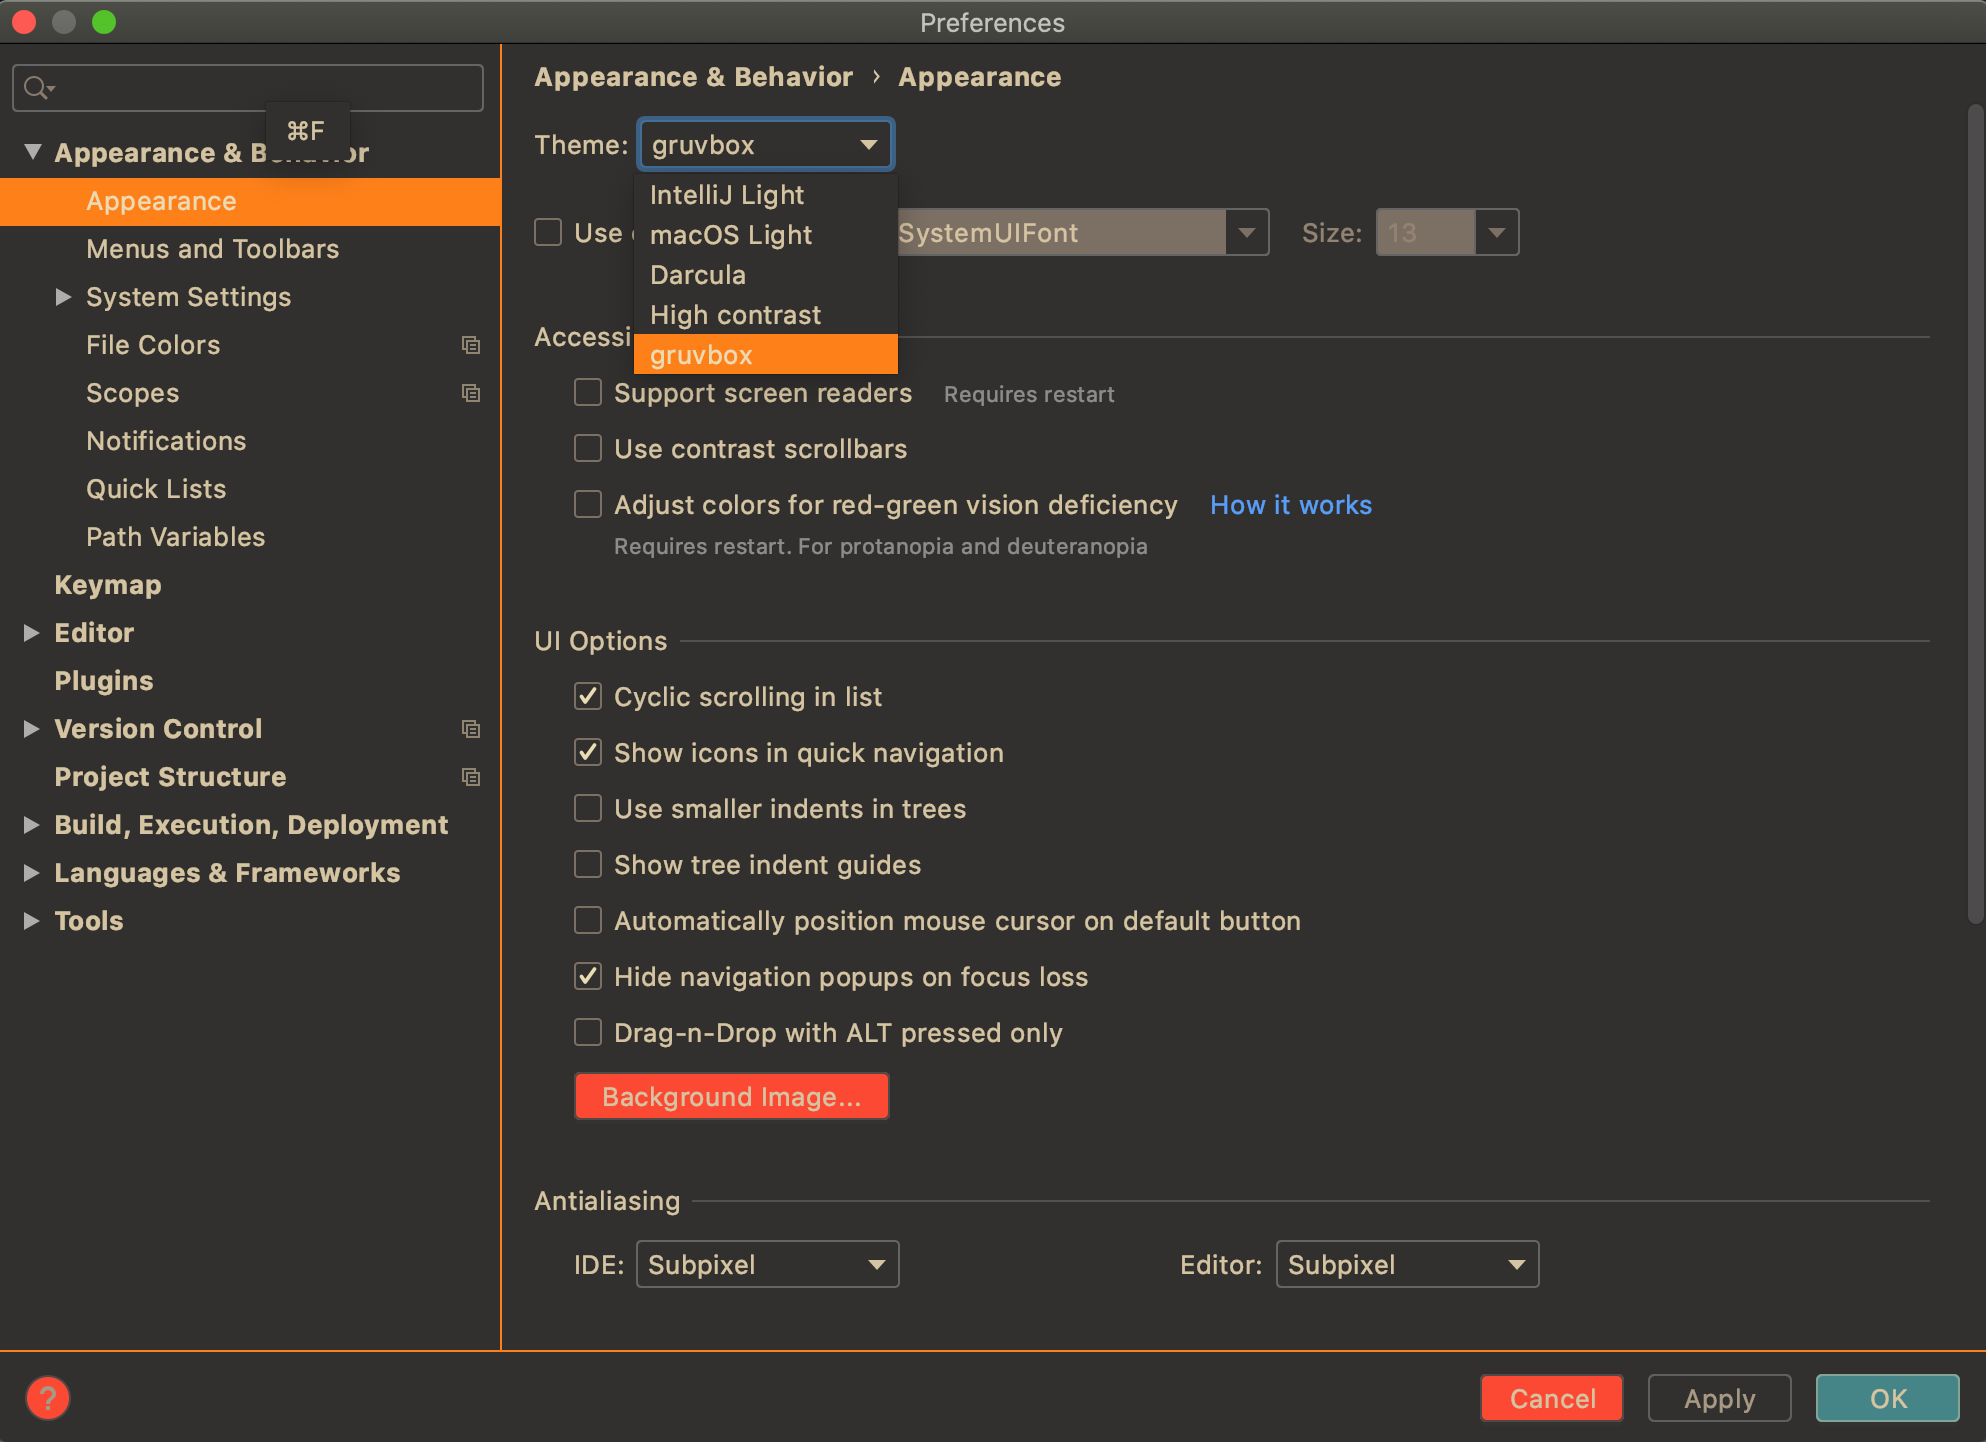 Preferences
⌘F
Appearance & Behavior
Appearance
Menus and Toolbars
System Settings
File Colors
Scopes
Notifications
Quick Lists
Path Variables
Keymap
Editor
Plugins
Version Control
Project Structure
Build, Execution, Deployment
Languages & Frameworks
Tools
Appearance & Behavior › Appearance
Theme: gruvbox
IntelliJ Light
macOS Light
Darcula
High contrast
gruvbox
Use SystemUIFont Size: 13
Accessi
Support screen readers Requires restart
Use contrast scrollbars
Adjust colors for red-green vision deficiency How it works
Requires restart. For protanopia and deuteranopia
UI Options
Cyclic scrolling in list
Show icons in quick navigation
Use smaller indents in trees
Show tree indent guides
Automatically position mouse cursor on default button
Hide navigation popups on focus loss
Drag-n-Drop with ALT pressed only
Background Image...
Antialiasing
IDE: Subpixel Editor: Subpixel
?
Cancel Apply OK